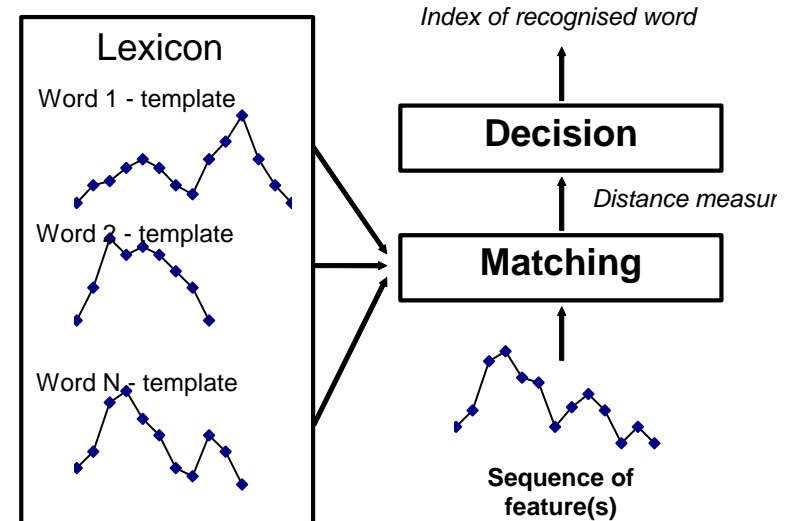 Lexicon
Word 1 - template
Word 2 - template
Word N - template
Index of recognised word
Decision
Distance measur
Matching
Sequence of
feature(s)